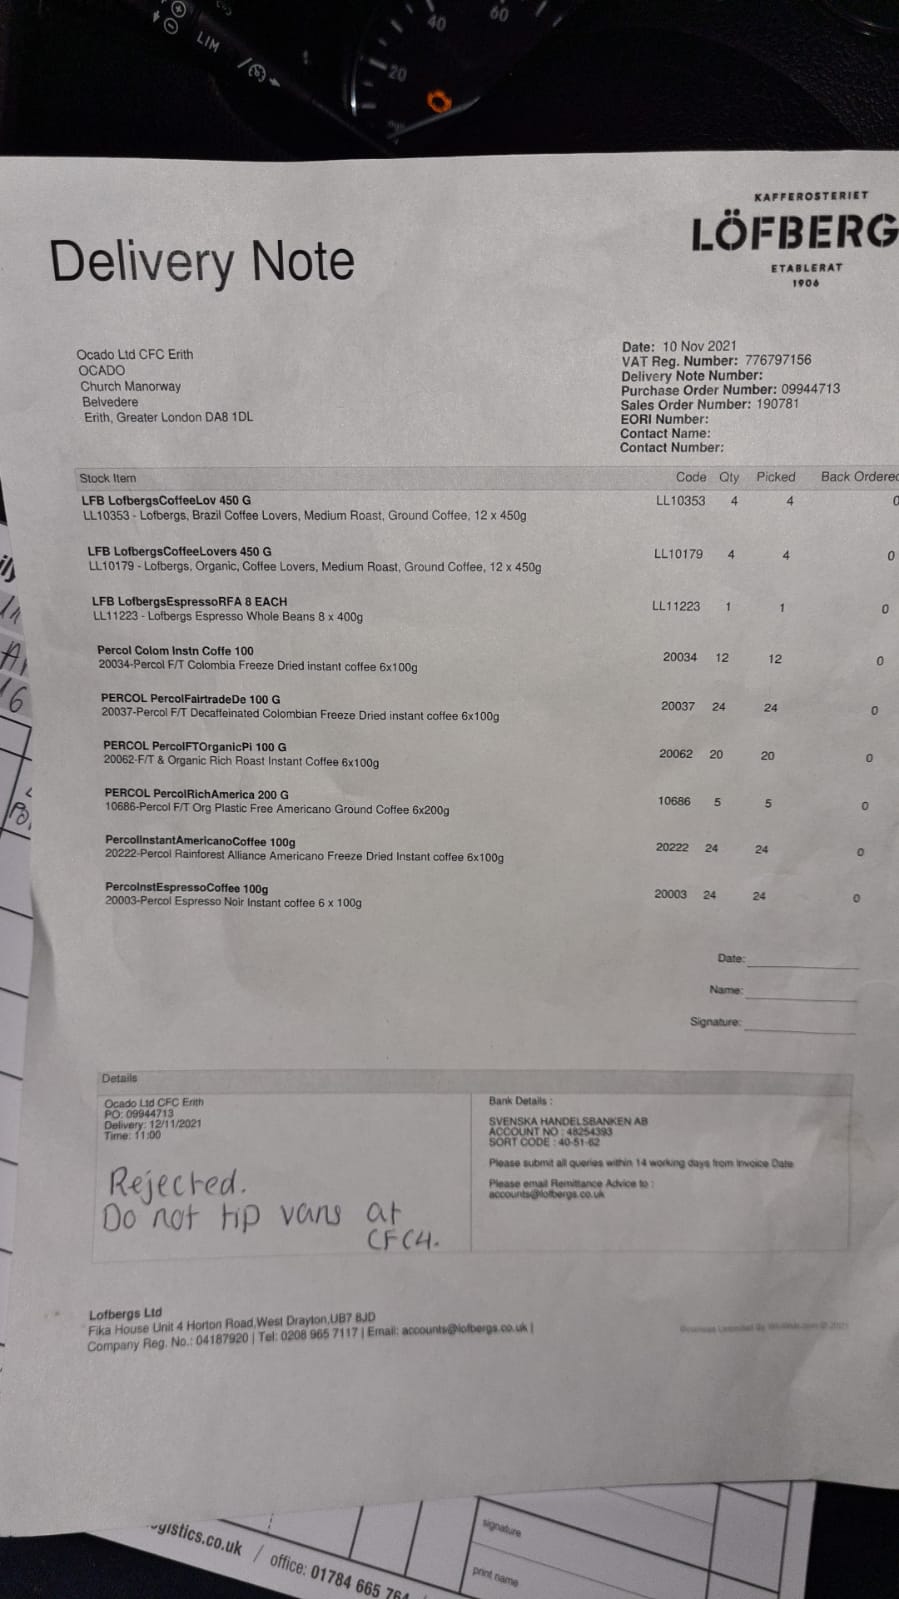 40
60
LIM
20
KAFFEROSTERIET
LÖFBERG
ETABLERAT
1906
Delivery Note
Ocado Ltd CFC Erith
OCADO
Church Manorway
Belvedere
Erith, Greater London DA8 1DL
Date: 10 Nov 2021
VAT Reg. Number: 776797156
Delivery Note Number:
Purchase Order Number: 09944713
Sales Order Number: 190781
EORI Number:
Contact Name:
Contact Number:
Stock Item Code Qty Picked Back Ordered
LFB LofbergsCoffeeLov 450 G LL10353 4 4 0
LL10353 - Lofbergs, Brazil Coffee Lovers, Medium Roast, Ground Coffee, 12 x 450g
LFB LofbergsCoffeeLovers 450 G LL10179 4 4 0
LL10179 - Lofbergs, Organic, Coffee Lovers, Medium Roast, Ground Coffee, 12 x 450g
LFB LofbergsEspressoRFA 8 EACH LL11223 1 1 0
LL11223 - Lofbergs Espresso Whole Beans 8 x 400g
Percol Colom Instn Coffe 100 20034 12 12 0
20034-Percol F/T Colombia Freeze Dried instant coffee 6x100g
PERCOL PercolFairtradeDe 100 G 20037 24 24 0
20037-Percol F/T Decaffeinated Colombian Freeze Dried instant coffee 6x100g
PERCOL PercolFTOrganicPi 100 G 20062 20 20 0
20062-F/T & Organic Rich Roast Instant Coffee 6x100g
PERCOL PercolRichAmerica 200 G 10686 5 5 0
10686-Percol F/T Org Plastic Free Americano Ground Coffee 6x200g
PercolInstantAmericanoCoffee 100g 20222 24 24 0
20222-Percol Rainforest Alliance Americano Freeze Dried Instant coffee 6x100g
PercolnstEspressoCoffee 100g 20003 24 24 0
20003-Percol Espresso Noir Instant coffee 6 x 100g
Date:
Name:
Signature:
Details
Ocado Ltd CFC Erith
PO: 09944713
Delivery: 12/11/2021
Time: 11:00
Rejected.
Do not tip vans at
CFC4.
Bank Details :
SVENSKA HANDELSBANKEN AB
ACCOUNT NO : 48254393
SORT CODE : 40-51-62
Please submit all queries within 14 working days from Invoice Date
Please email Remittance Advice to :
accounts@lofbergs.co.uk
Lofbergs Ltd
Fika House Unit 4 Horton Road,West Drayton,UB7 8JD
Company Reg. No.: 04187920 | Tel: 0208 965 7117 | Email: accounts@lofbergs.co.uk |
gistics.co.uk / office: 01784 665 764
signature
print name